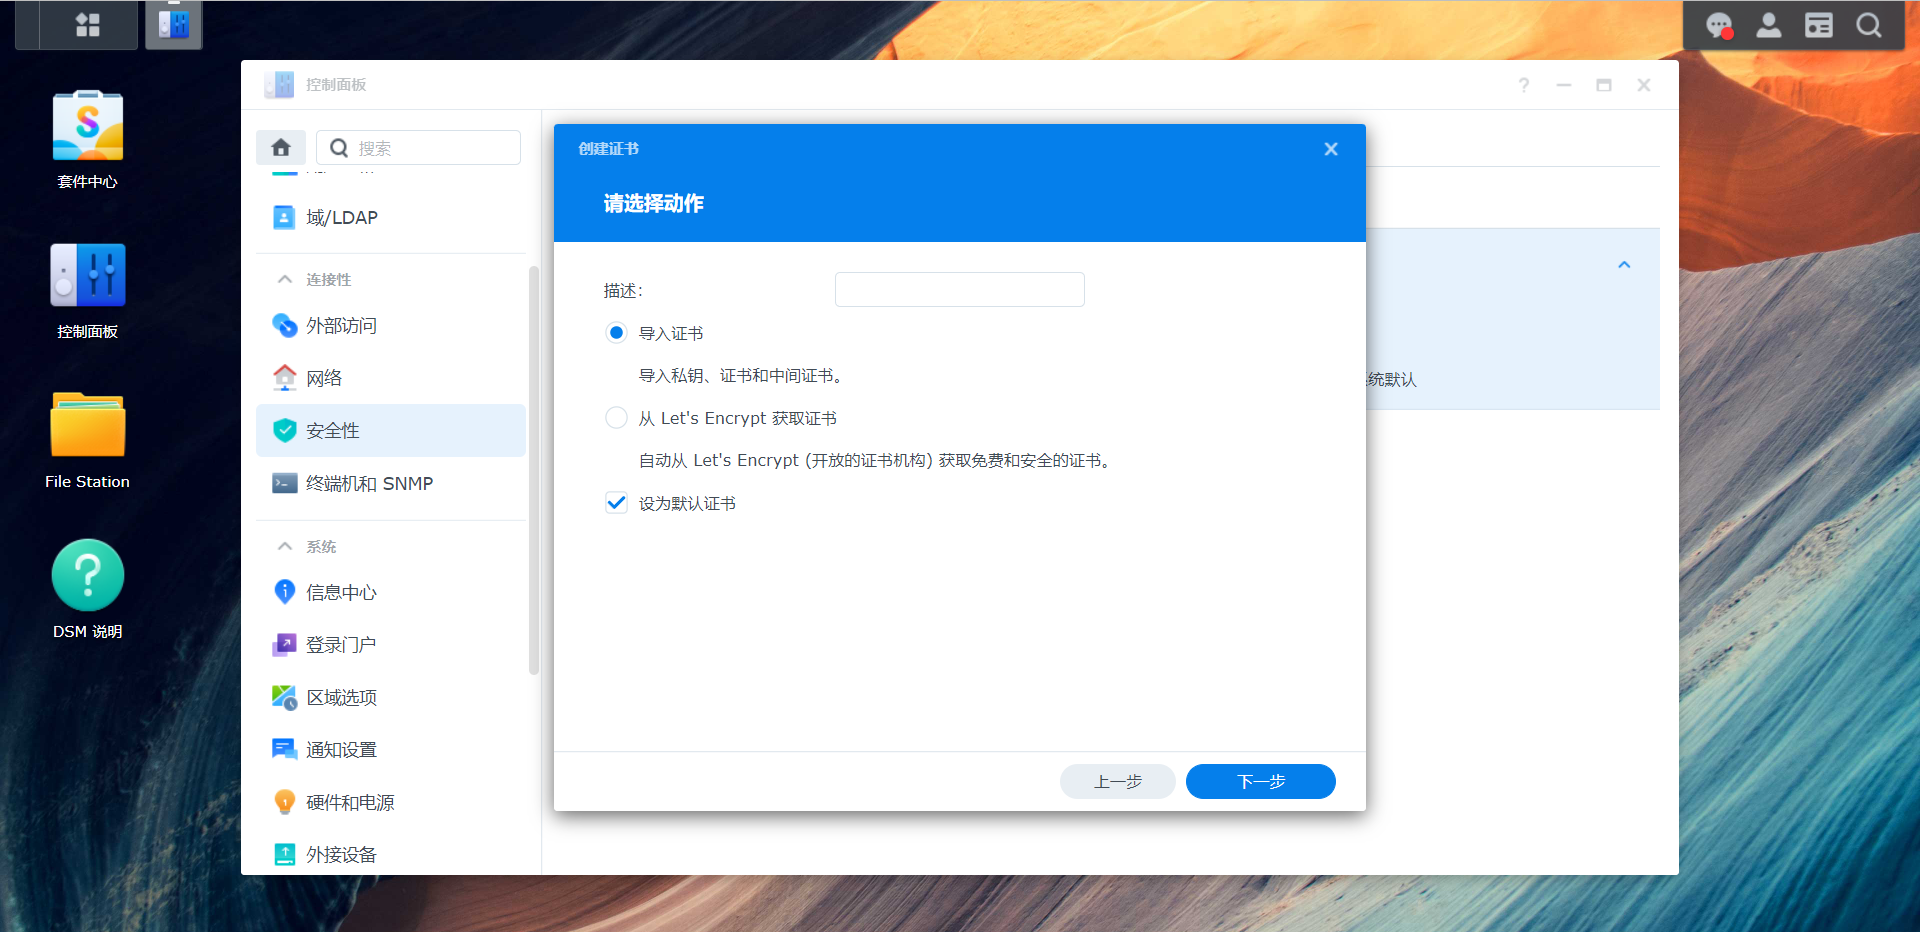 套件中心
控制面板
File Station
DSM 说明
控制面板
搜索
域/LDAP
连接性
外部访问
网络
安全性
终端机和 SNMP
系统
信息中心
登录门户
区域选项
通知设置
硬件和电源
外接设备
创建证书
请选择动作
描述:
导入证书
导入私钥、证书和中间证书。
从 Let's Encrypt 获取证书
自动从 Let's Encrypt (开放的证书机构) 获取免费和安全的证书。
设为默认证书
上一步
下一步
统默认